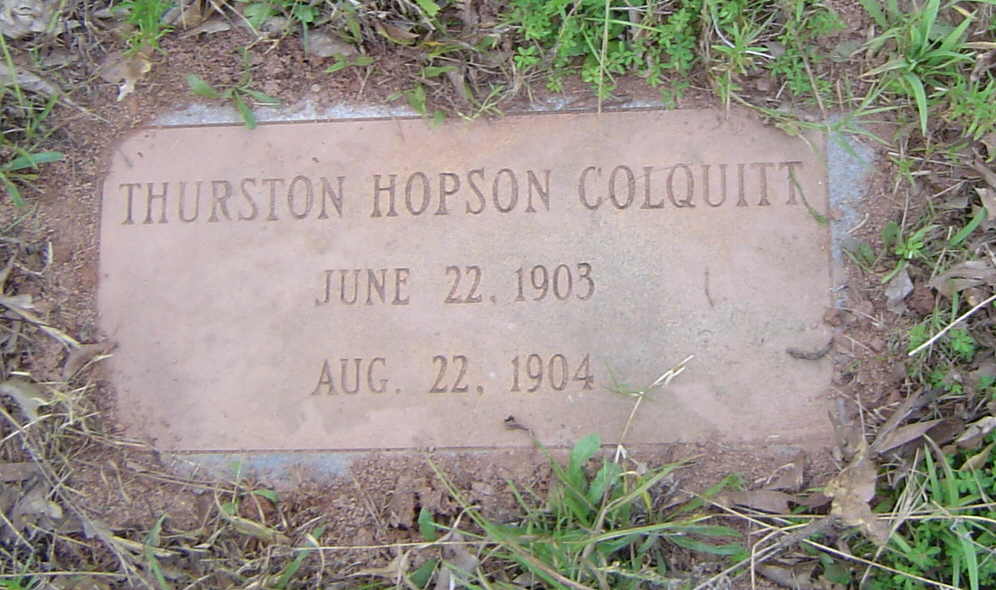 THURSTON HOPSON COLQUITT
JUNE 22, 1903
AUG. 22, 1904